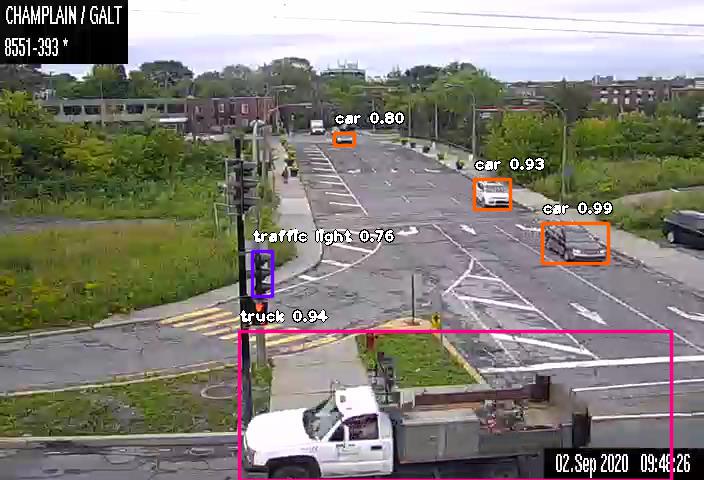 CHAMPLAIN / GALT
8551-393 *
car 0.80
car 0.93
car 0.99
traffic light 0.76
truck 0.94
02.Sep 2020 09:48:26